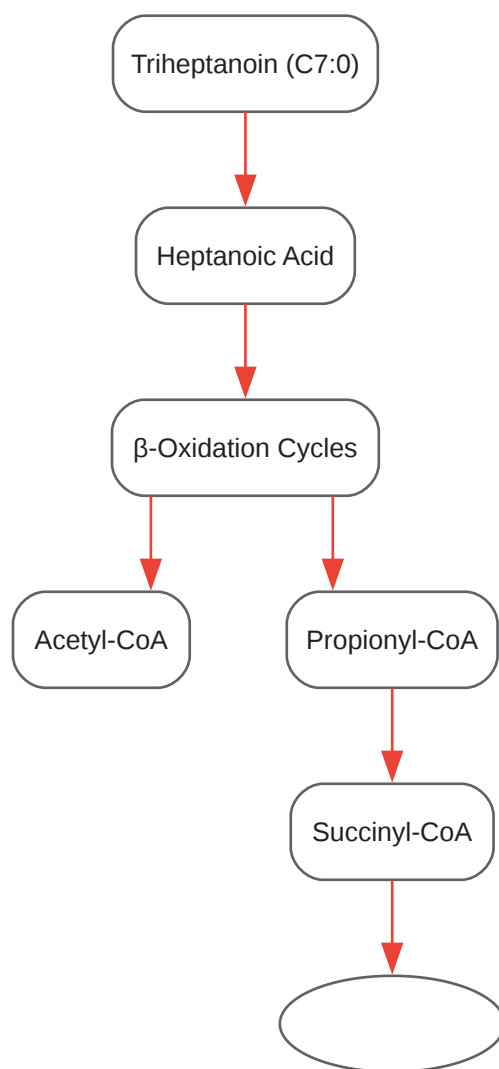 Triheptanoin (C7:0)
Heptanoic Acid
β-Oxidation Cycles
Acetyl-CoA
Propionyl-CoA
Succinyl-CoA